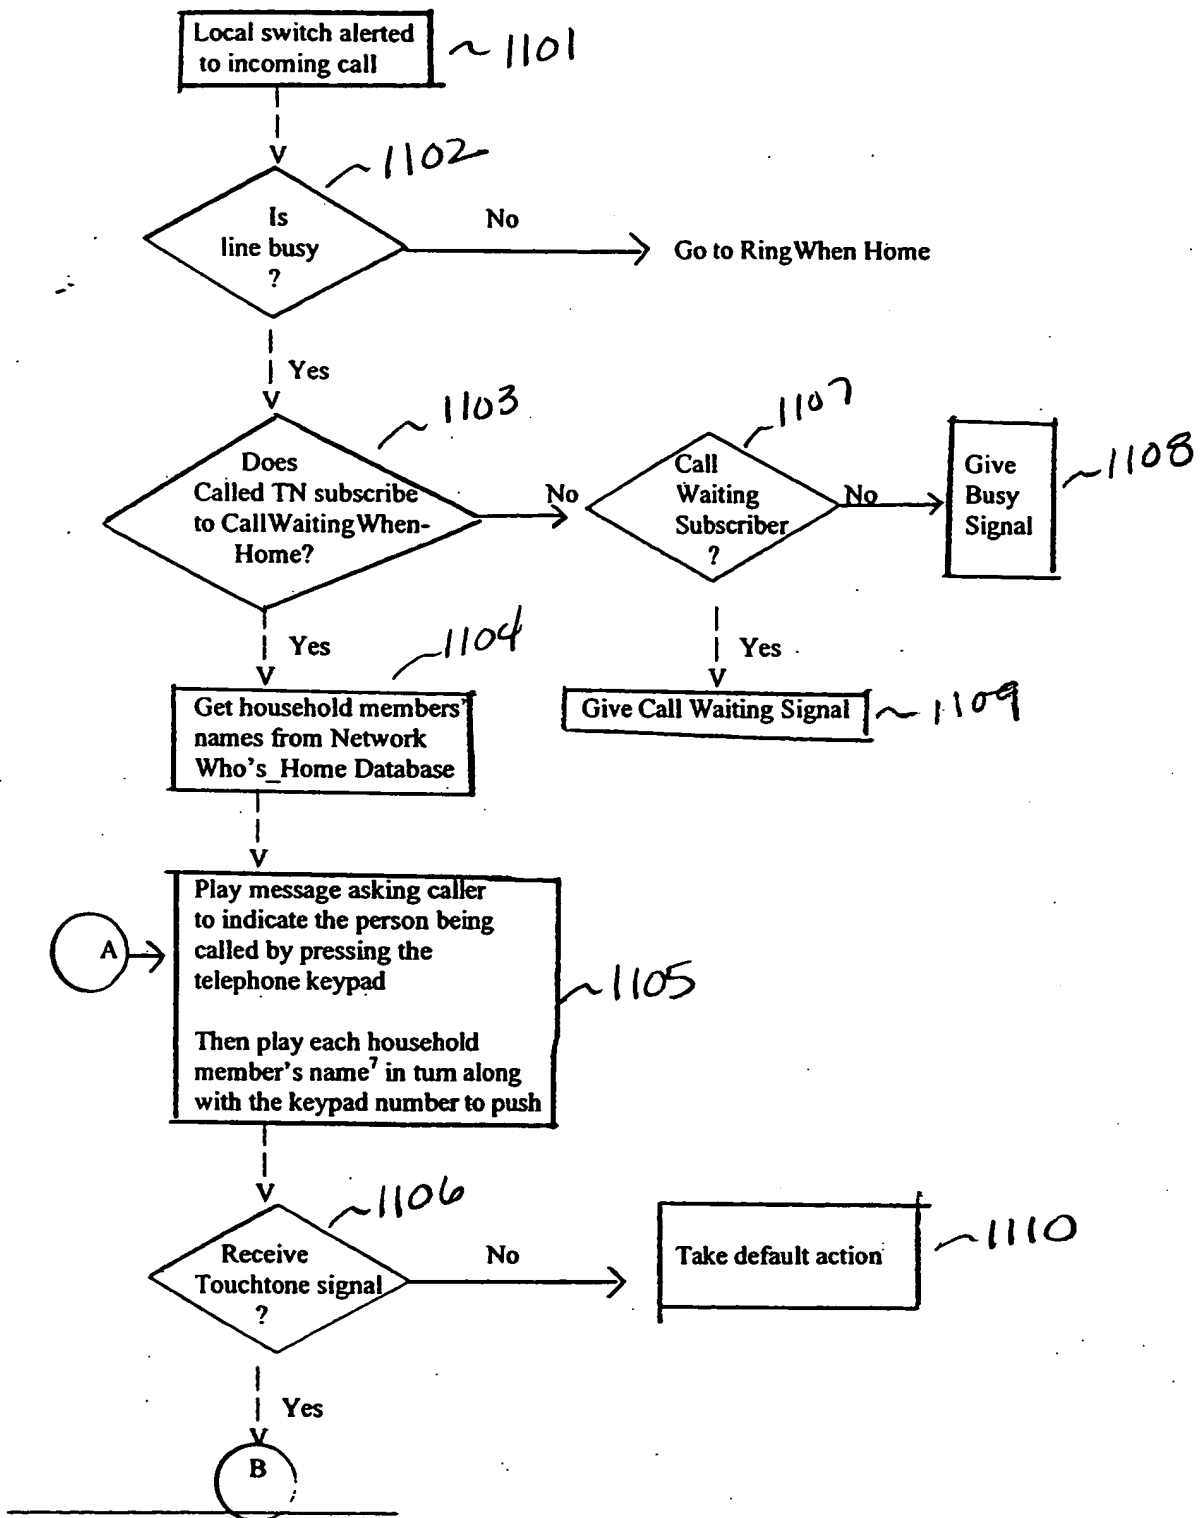 Local switch alerted
to incoming call
~ 1101
1102
Is
line busy
?
No
Go to RingWhen Home
Yes
1103
Does
Called TN subscribe
to CallWaitingWhen-
Home?
No
1107
Call
Waiting
Subscriber
?
No
1108
Give
Busy
Signal
Yes
1104
Yes
Get household members'
names from Network
Who's_Home Database
Give Call Waiting Signal
~ 1109
A
Play message asking caller
to indicate the person being
called by pressing the
telephone keypad
Then play each household
member's name⁷ in turn along
with the keypad number to push
~1105
1106
Receive
Touchtone signal
?
No
Take default action
~1110
Yes
B